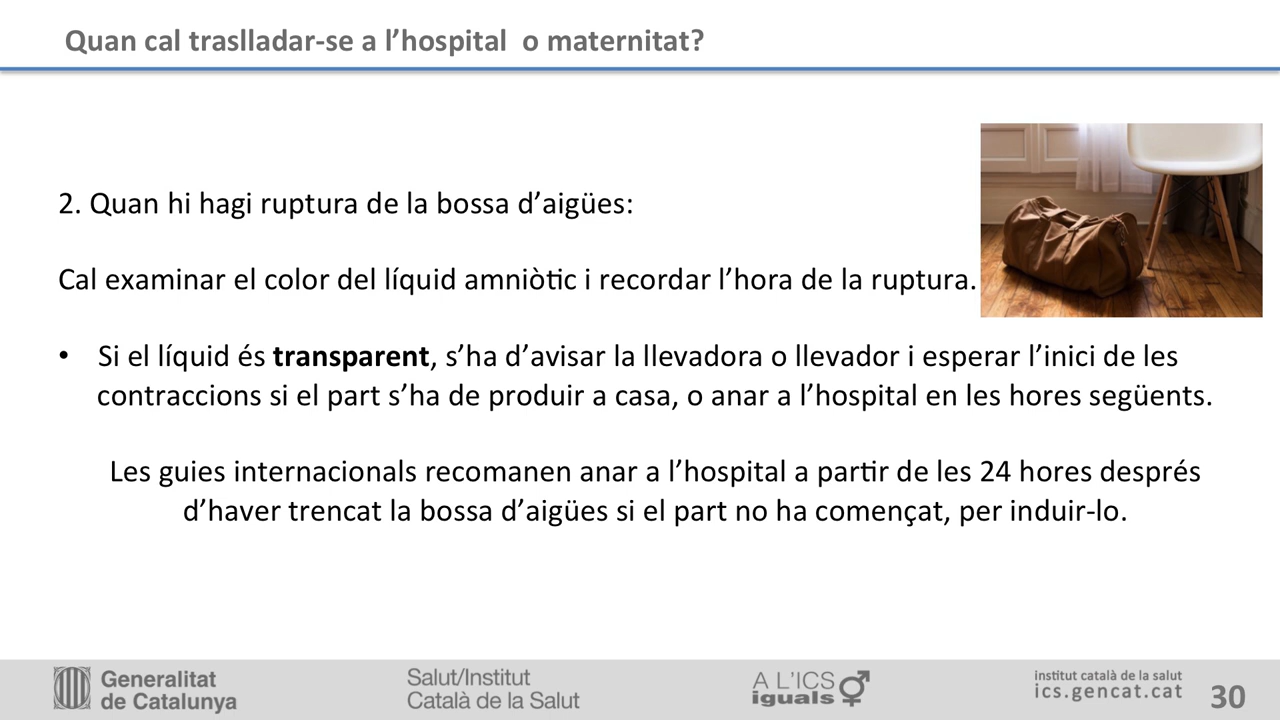 Quan cal traslladar-se a l’hospital  o maternitat?
2. Quan hi hagi ruptura de la bossa d’aigües:
Cal examinar el color del líquid amniòtic i recordar l’hora de la ruptura.
• Si el líquid és transparent, s’ha d’avisar la llevadora o llevador i esperar l’inici de les
contraccions si el part s’ha de produir a casa, o anar a l’hospital en les hores següents.
Les guies internacionals recomanen anar a l’hospital a partir de les 24 hores després
d’haver trencat la bossa d’aigües si el part no ha començat, per induir-lo.
Generalitat
de Catalunya
Salut/Institut
Català de la Salut
A L'ICS
iguals
institut català de la salut
ics.gencat.cat
30